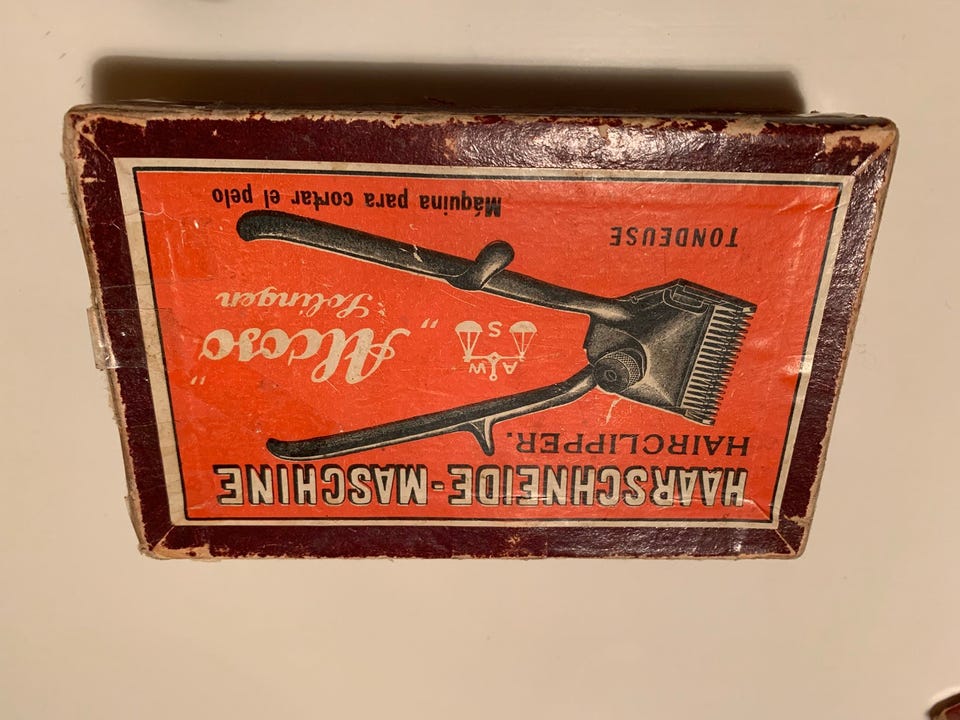 HAARSCHNEIDE-MASCHINE
HAIRCLIPPER.
A W
S
„Alcoso”
Solingen
TONDEUSE
Máquina para cortar el pelo